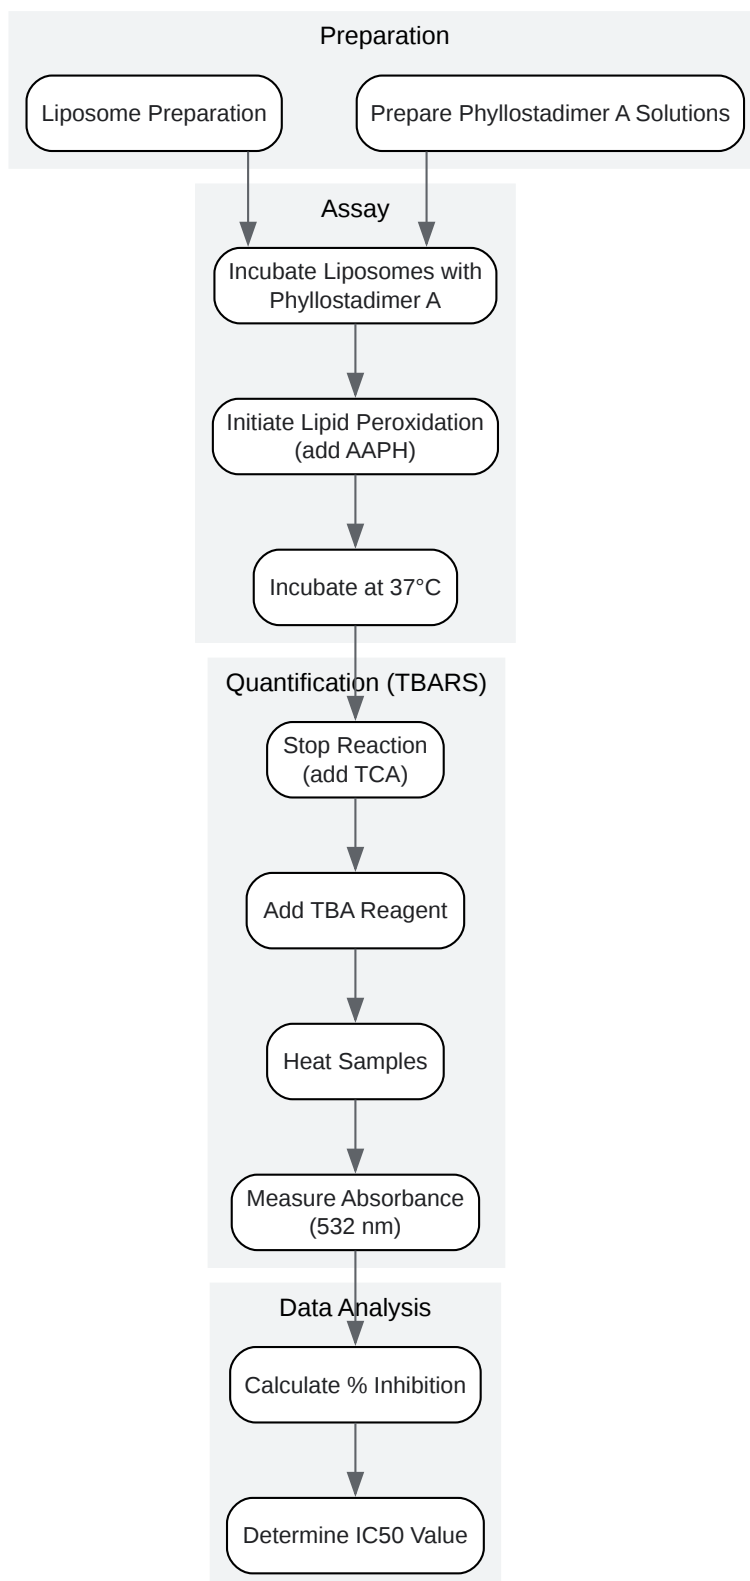 Preparation
Liposome Preparation
Prepare Phyllostadimer A Solutions
Assay
Incubate Liposomes with
Phyllostadimer A
Initiate Lipid Peroxidation
(add AAPH)
Incubate at 37°C
Quantification (TBARS)
Stop Reaction
(add TCA)
Add TBA Reagent
Heat Samples
Measure Absorbance
(532 nm)
Data Analysis
Calculate % Inhibition
Determine IC50 Value